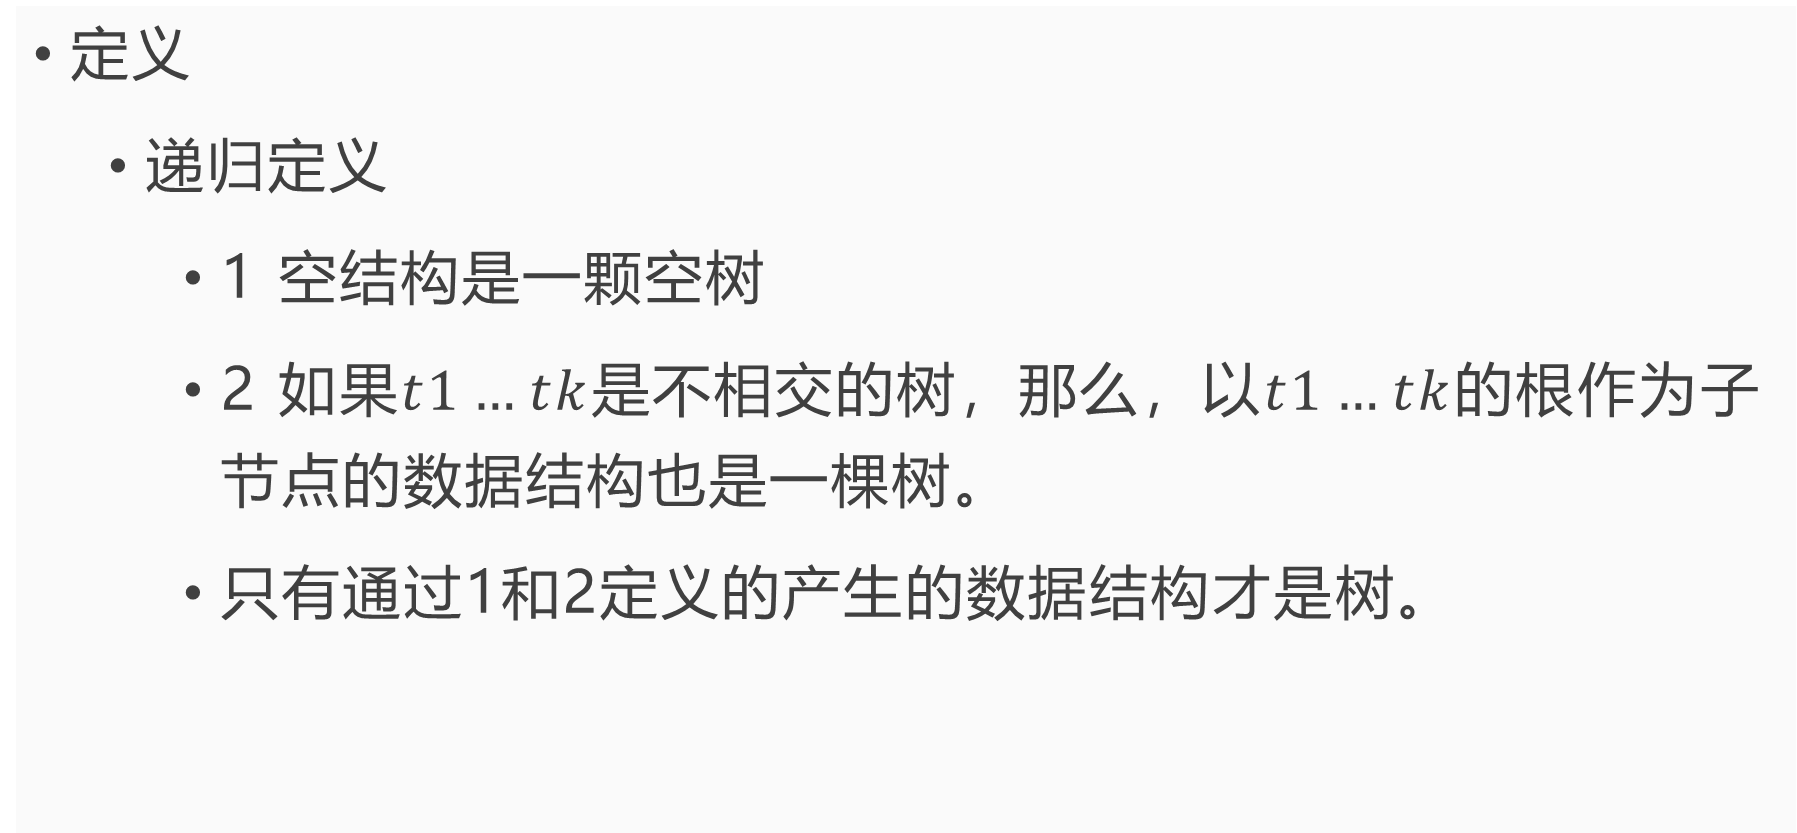 • 定义
• 递归定义
• 1 空结构是一颗空树
• 2 如果t1 … tk是不相交的树，那么，以t1 … tk的根作为子
节点的数据结构也是一棵树。
• 只有通过1和2定义的产生的数据结构才是树。